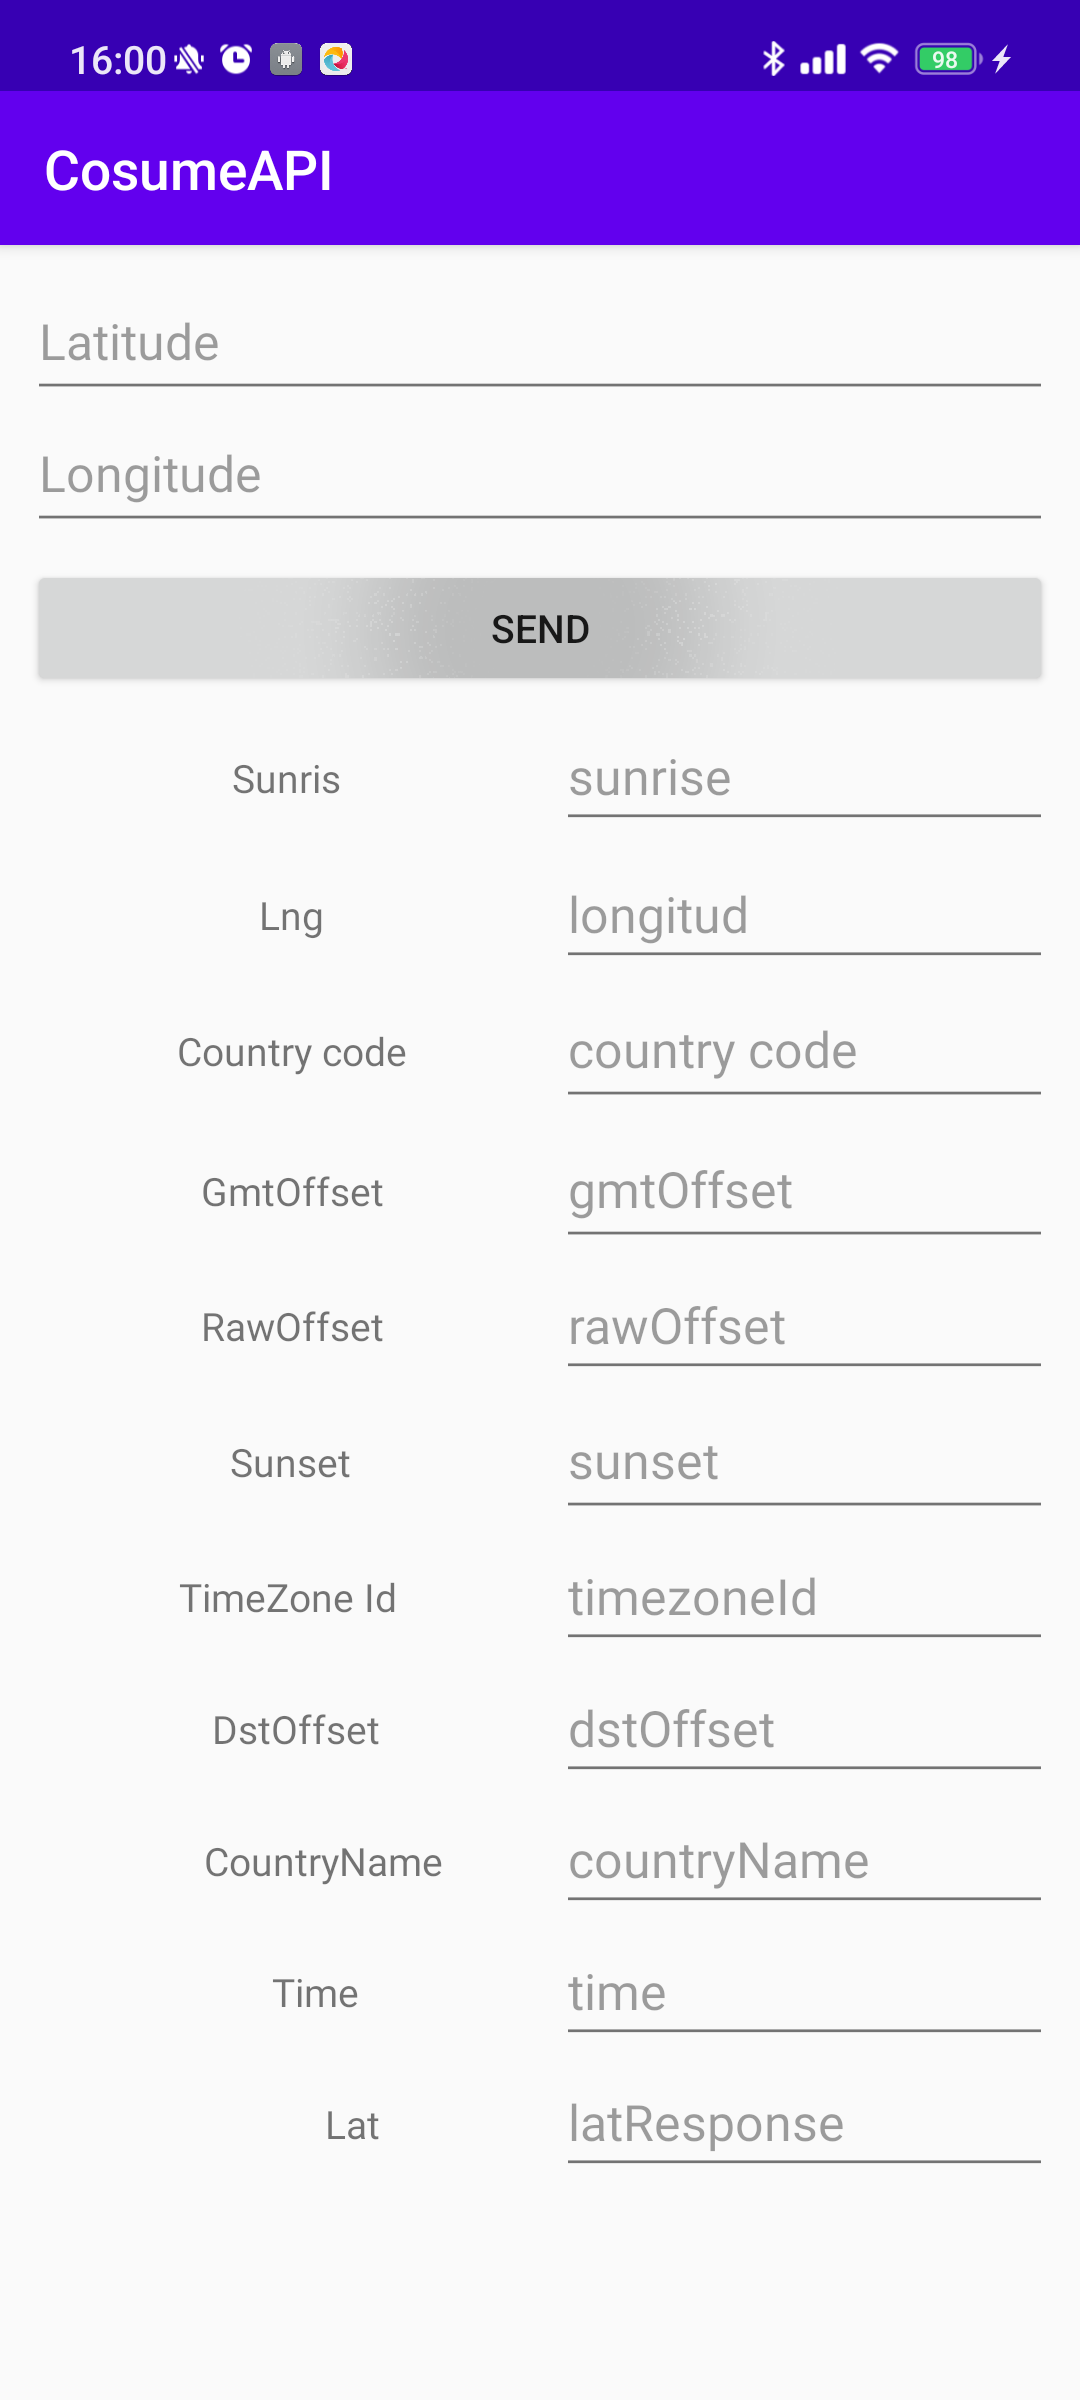 16:00 98
CosumeAPI
Latitude
Longitude
SEND
Sunris sunrise
Lng longitud
Country code country code
GmtOffset gmtOffset
RawOffset rawOffset
Sunset sunset
TimeZone Id timezoneId
DstOffset dstOffset
CountryName countryName
Time time
Lat latResponse